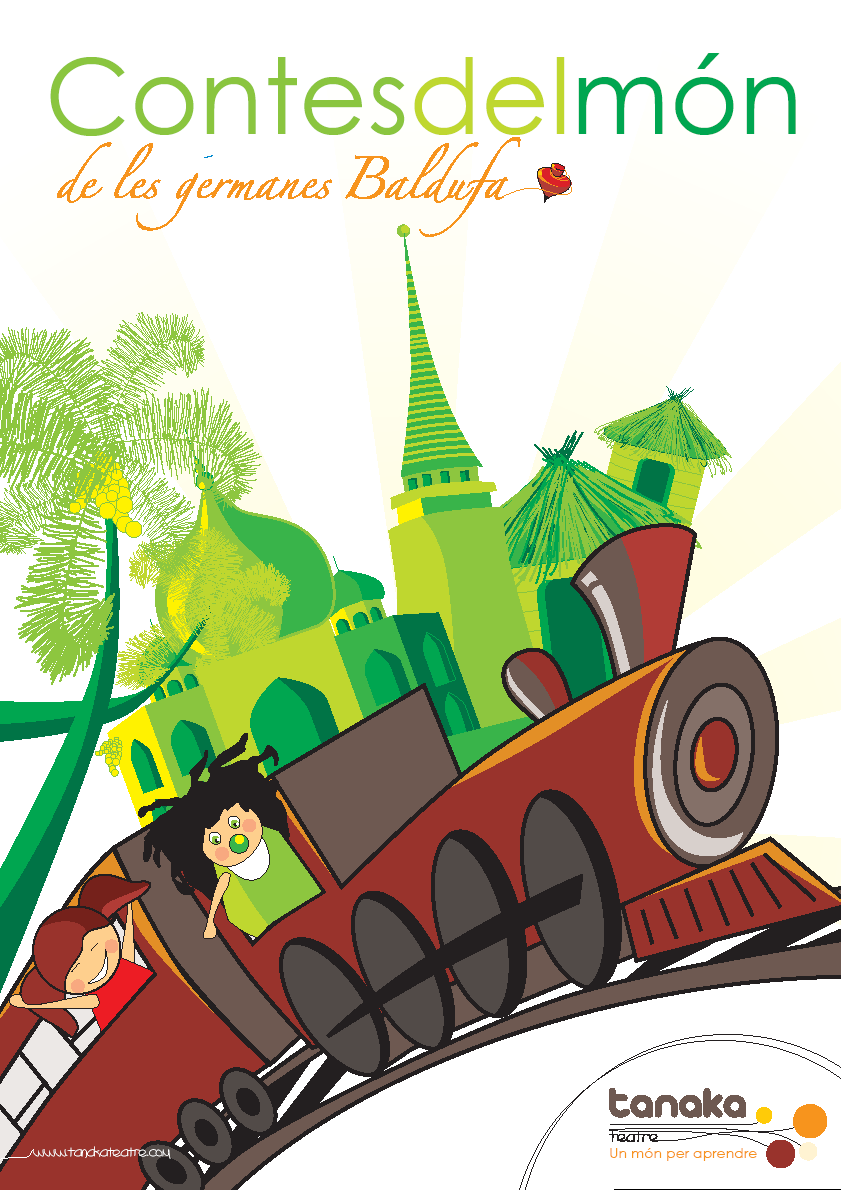 Contesdelmón
de les germanes Baldufa
tanaka
teatre
Un món per aprendre
www.tanakateatre.com